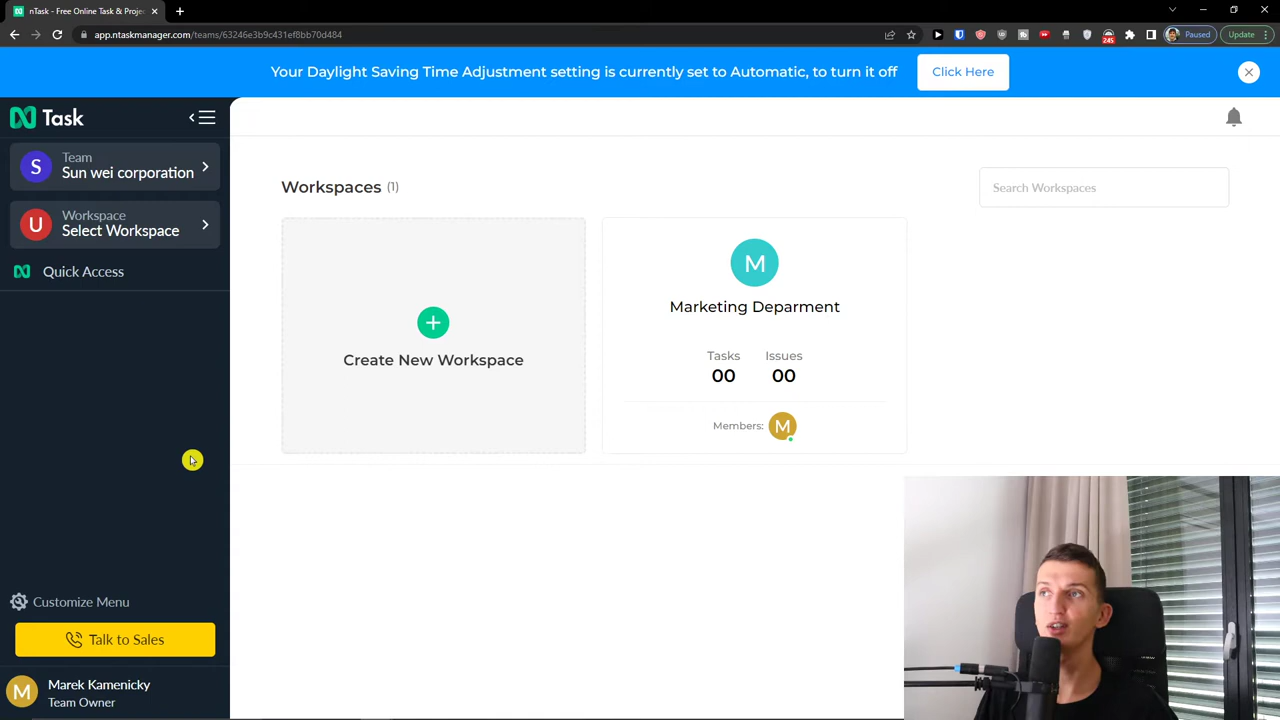 nTask - Free Online Task & Proje
app.ntaskmanager.com/teams/63246e3b9c431ef8bb70d484
245
Paused
Update
Your Daylight Saving Time Adjustment setting is currently set to Automatic, to turn it off
Click Here
Task
S
Team
Sun wei corporation
U
Workspace
Select Workspace
Quick Access
Workspaces (1)
Search Workspaces
Create New Workspace
M
Marketing Deparment
Tasks
Issues
00
00
Members:
M
Customize Menu
Talk to Sales
M
Marek Kamenicky
Team Owner